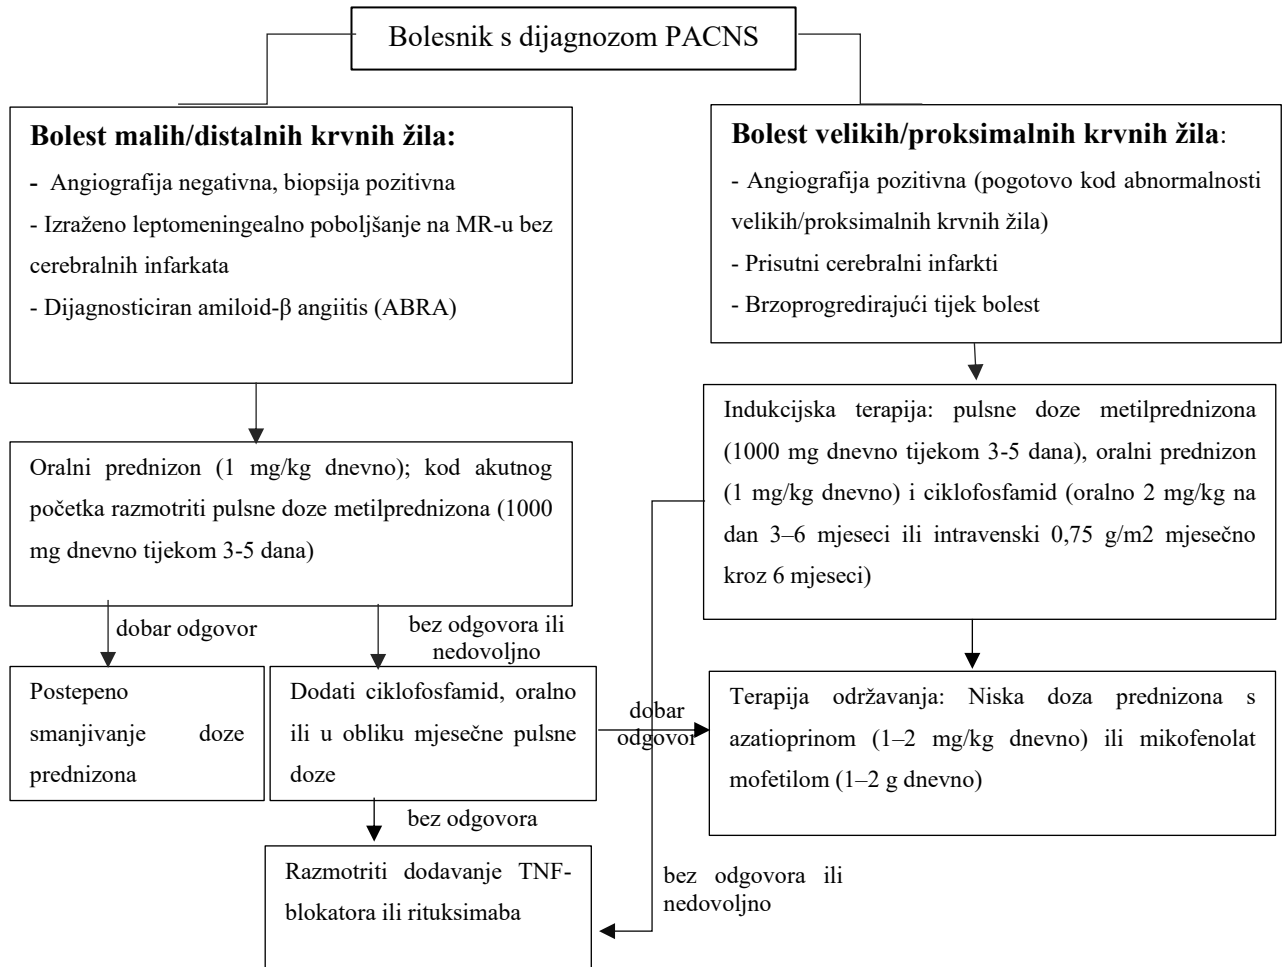 Bolesnik s dijagnozom PACNS
Bolest malih/distalnih krvnih žila:
- Angiografija negativna, biopsija pozitivna
- Izraženo leptomeningealno poboljšanje na MR-u bez
cerebralnih infarkata
- Dijagnosticiran amiloid-β angiitis (ABRA)
Bolest velikih/proksimalnih krvnih žila:
- Angiografija pozitivna (pogotovo kod abnormalnosti
velikih/proksimalnih krvnih žila)
- Prisutni cerebralni infarkti
- Brzoprogredirajući tijek bolest
Oralni prednizon (1 mg/kg dnevno); kod akutnog
početka razmotriti pulsne doze metilprednizona (1000
mg dnevno tijekom 3-5 dana)
Indukcijska terapija: pulsne doze metilprednizona
(1000 mg dnevno tijekom 3-5 dana), oralni prednizon
(1 mg/kg dnevno) i ciklofosfamid (oralno 2 mg/kg na
dan 3–6 mjeseci ili intravenski 0,75 g/m2 mjesečno
kroz 6 mjeseci)
dobar odgovor
bez odgovora ili
nedovoljno
Postepeno
smanjivanje doze
prednizona
Dodati ciklofosfamid, oralno
ili u obliku mjesečne pulsne
doze
dobar
odgovor
Terapija održavanja: Niska doza prednizona s
azatioprinom (1–2 mg/kg dnevno) ili mikofenolat
mofetilom (1–2 g dnevno)
bez odgovora
Razmotriti dodavanje TNF-
blokatora ili rituksimaba
bez odgovora ili
nedovoljno